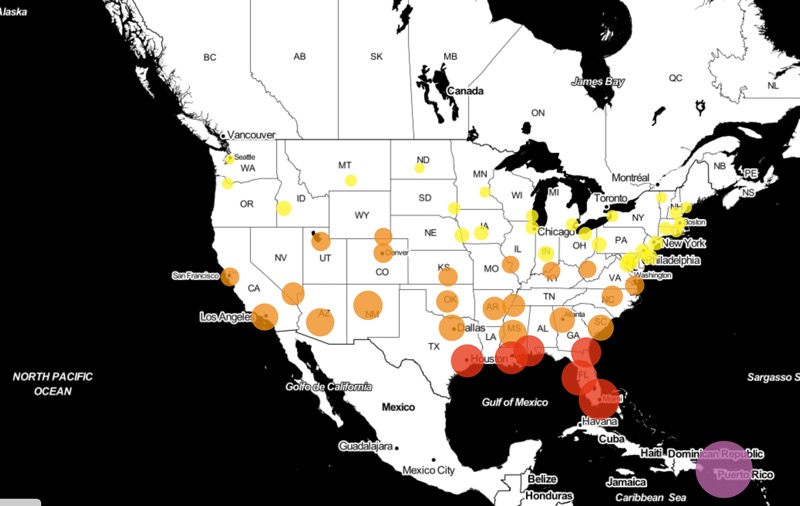 Alaska
BC
AB
SK
MB
Canada
James Bay
QC
NL
ON
Vancouver
Seattle
WA
MT
ND
MN
Montréal
NB
PE
NS
OR
ID
WY
SD
WI
MI
Toronto
NY
NH
Boston
NV
UT
Denver
CO
NE
IA
Chicago
IL
IN
OH
PA
New York
Philadelphia
San Francisco
CA
KS
MO
KY
VA
Washington
Los Angeles
AZ
NM
OK
AR
TN
NC
Dallas
TX
LA
MS
AL
Atlanta
GA
SC
Houston
FL
Miami
NORTH PACIFIC
OCEAN
Golfo de California
Mexico
Gulf of Mexico
Sargasso S
Havana
Cuba
Guadalajara
Mexico City
Haiti
Dominican Republic
Puerto Rico
Belize
Honduras
Jamaica
Caribbean Sea